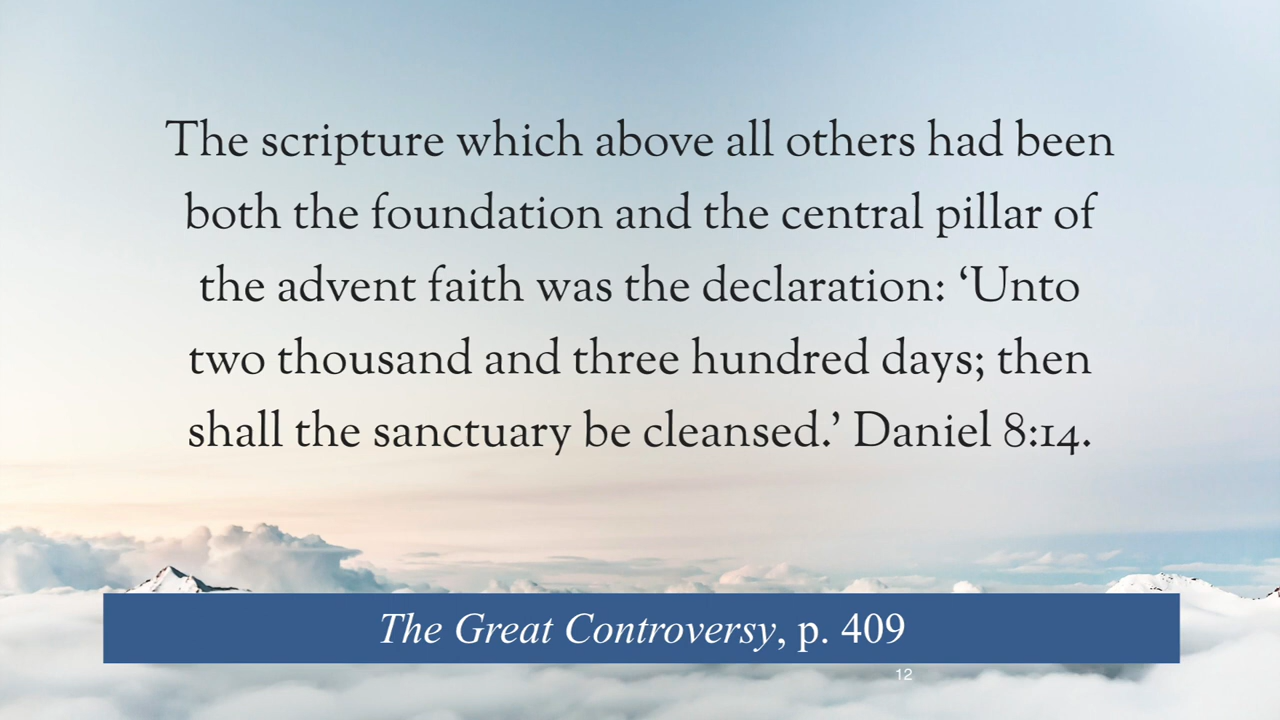 The scripture which above all others had been
both the foundation and the central pillar of
the advent faith was the declaration: ‘Unto
two thousand and three hundred days; then
shall the sanctuary be cleansed.’ Daniel 8:14.
The Great Controversy, p. 409
12